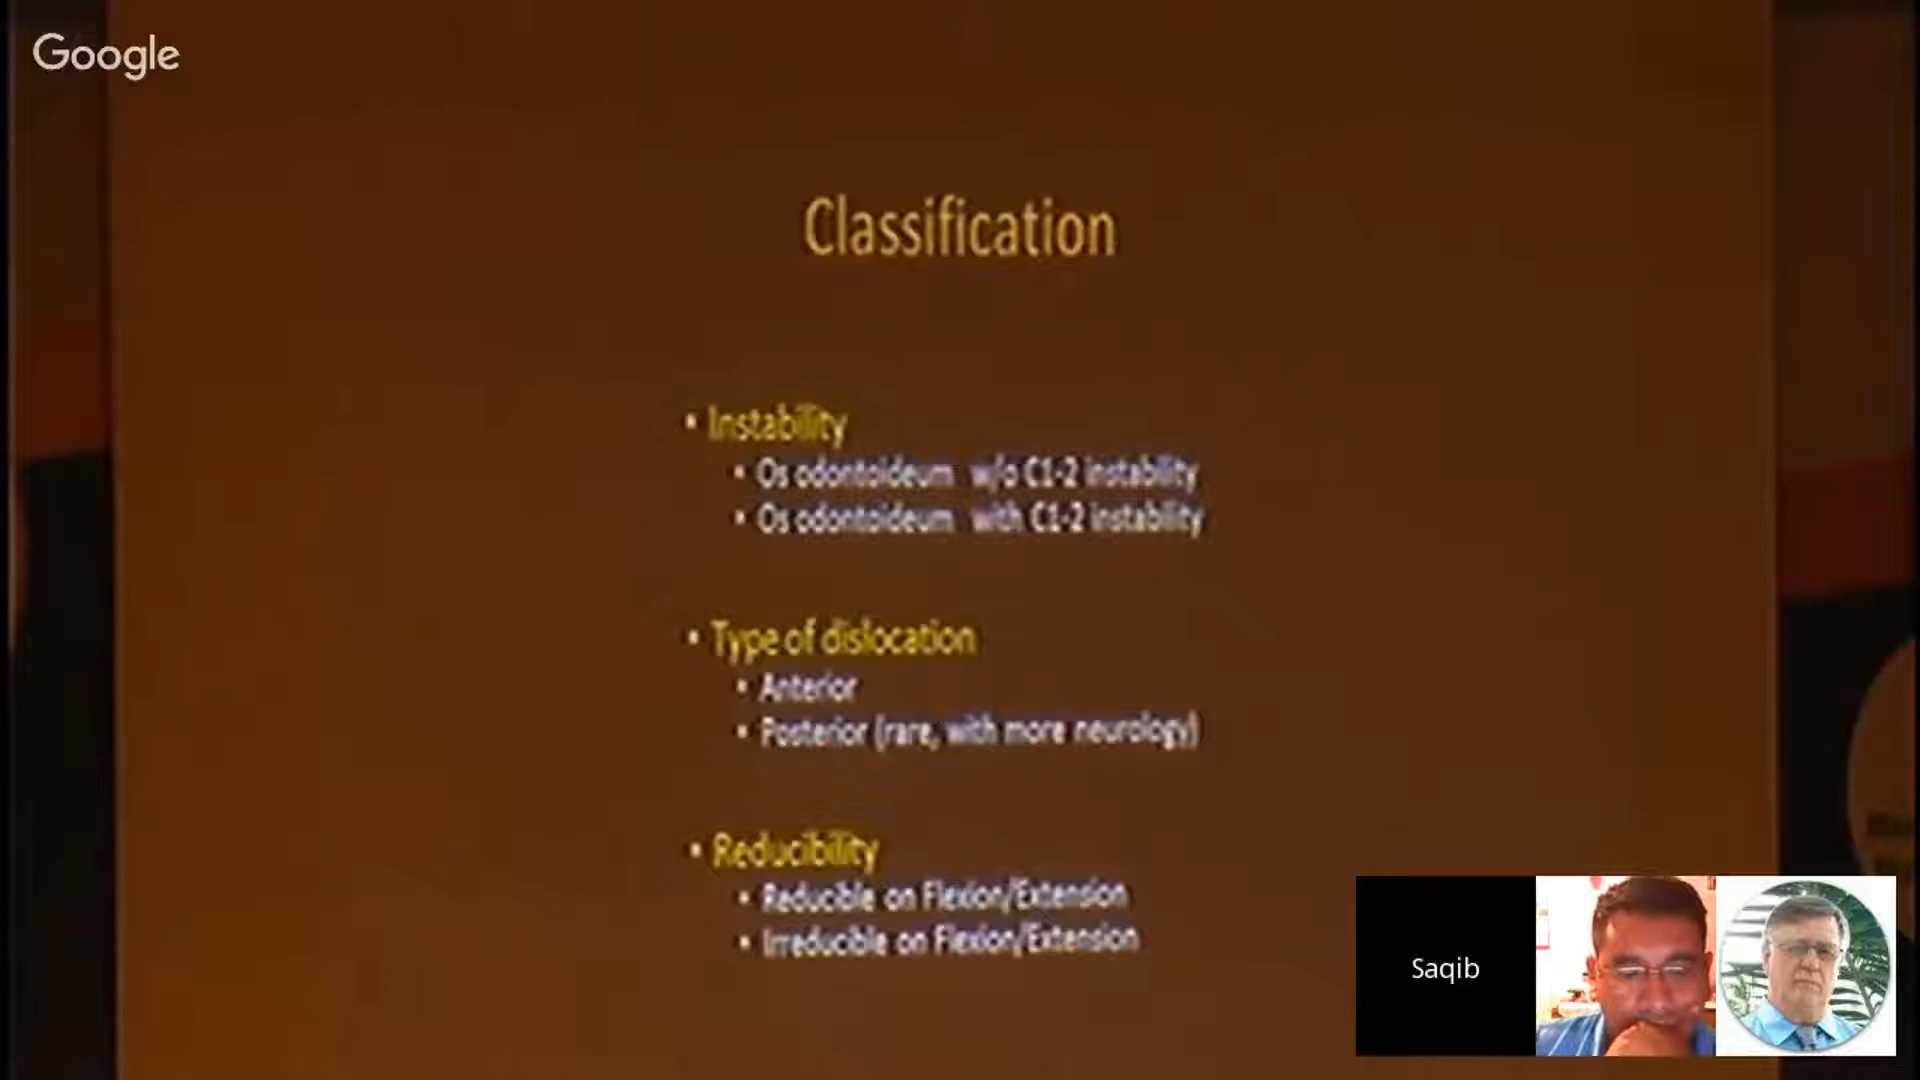 Google
Classification
• Instability
• Os odontoideum w/o C1-2 instability
• Os odontoideum with C1-2 instability
• Type of dislocation
• Anterior
• Posterior (rare, with more neurology)
• Reducibility
• Reducible on Flexion/Extension
• Irreducible on Flexion/Extension
Saqib